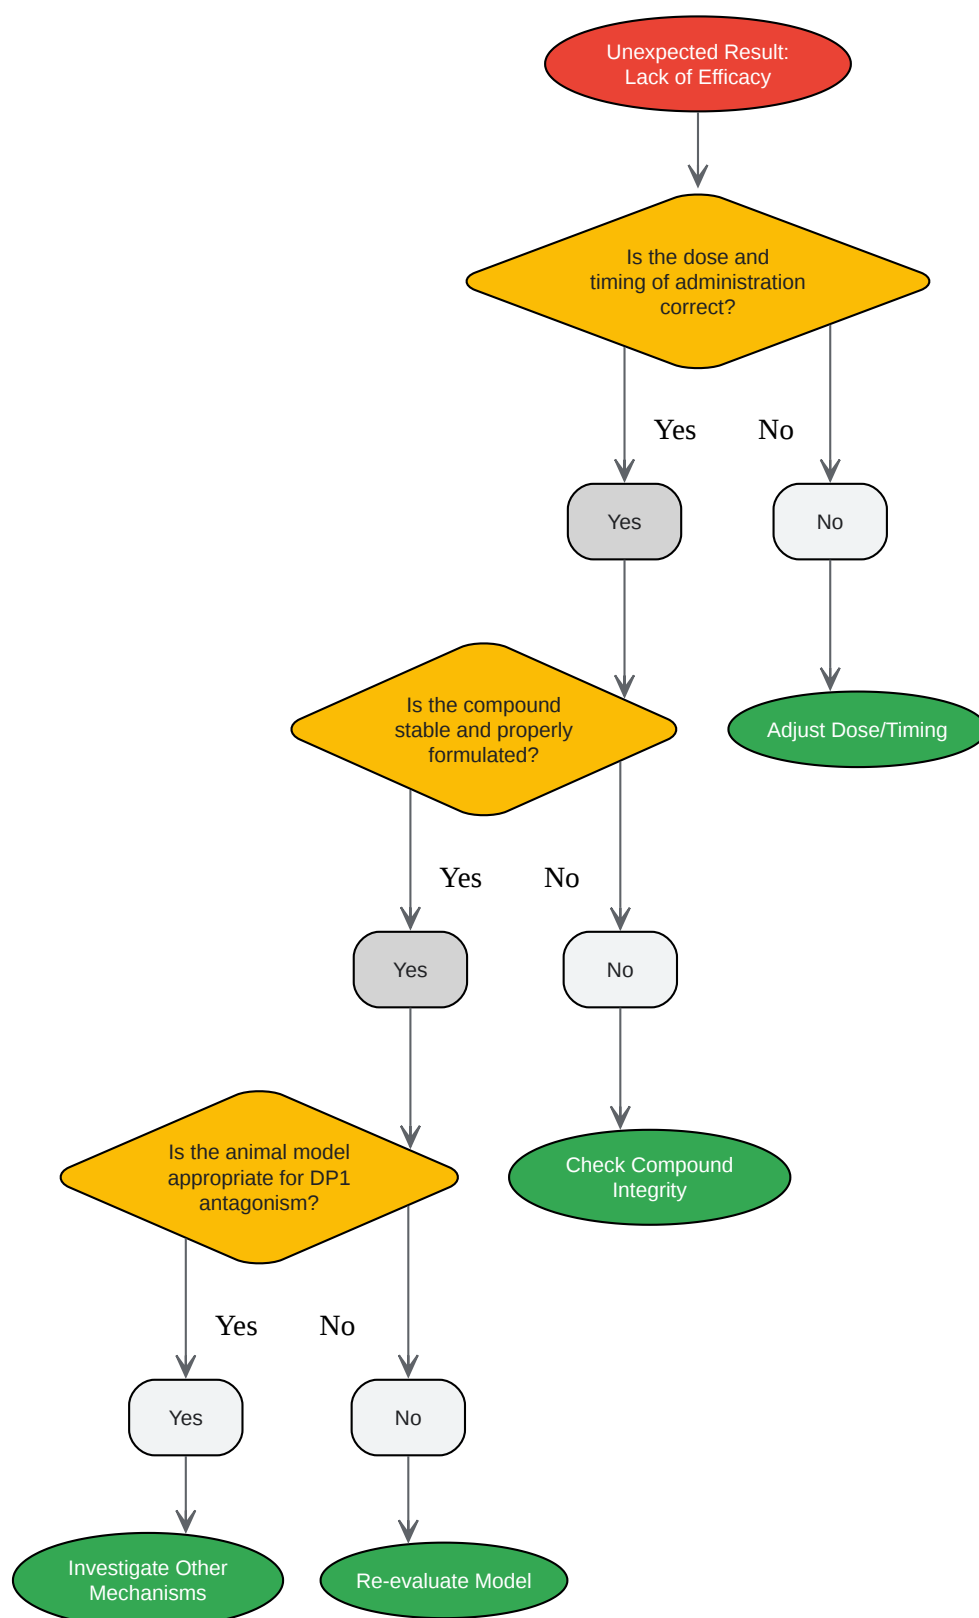 Unexpected Result:
Lack of Efficacy
Is the dose and
timing of administration
correct?
Yes
No
Yes
No
Is the compound
stable and properly
formulated?
Adjust Dose/Timing
Yes
No
Yes
No
Is the animal model
appropriate for DP1
antagonism?
Check Compound
Integrity
Yes
No
Yes
No
Investigate Other
Mechanisms
Re-evaluate Model